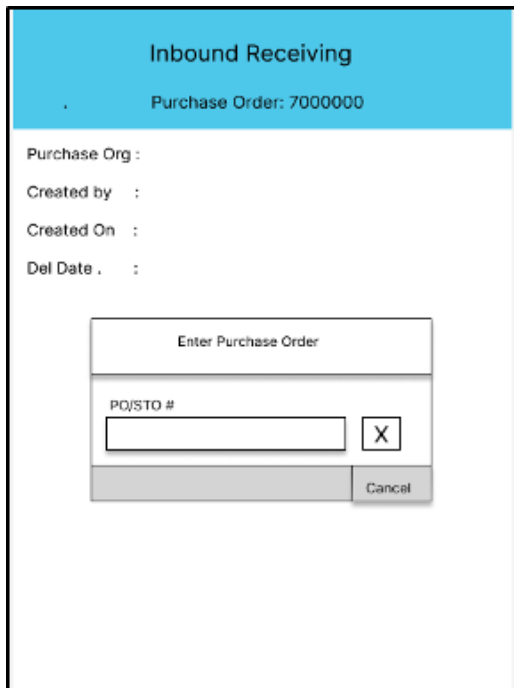 Inbound Receiving
. Purchase Order: 7000000
Purchase Org :
Created by :
Created On :
Del Date . :
Enter Purchase Order
PO/STO #
X
Cancel